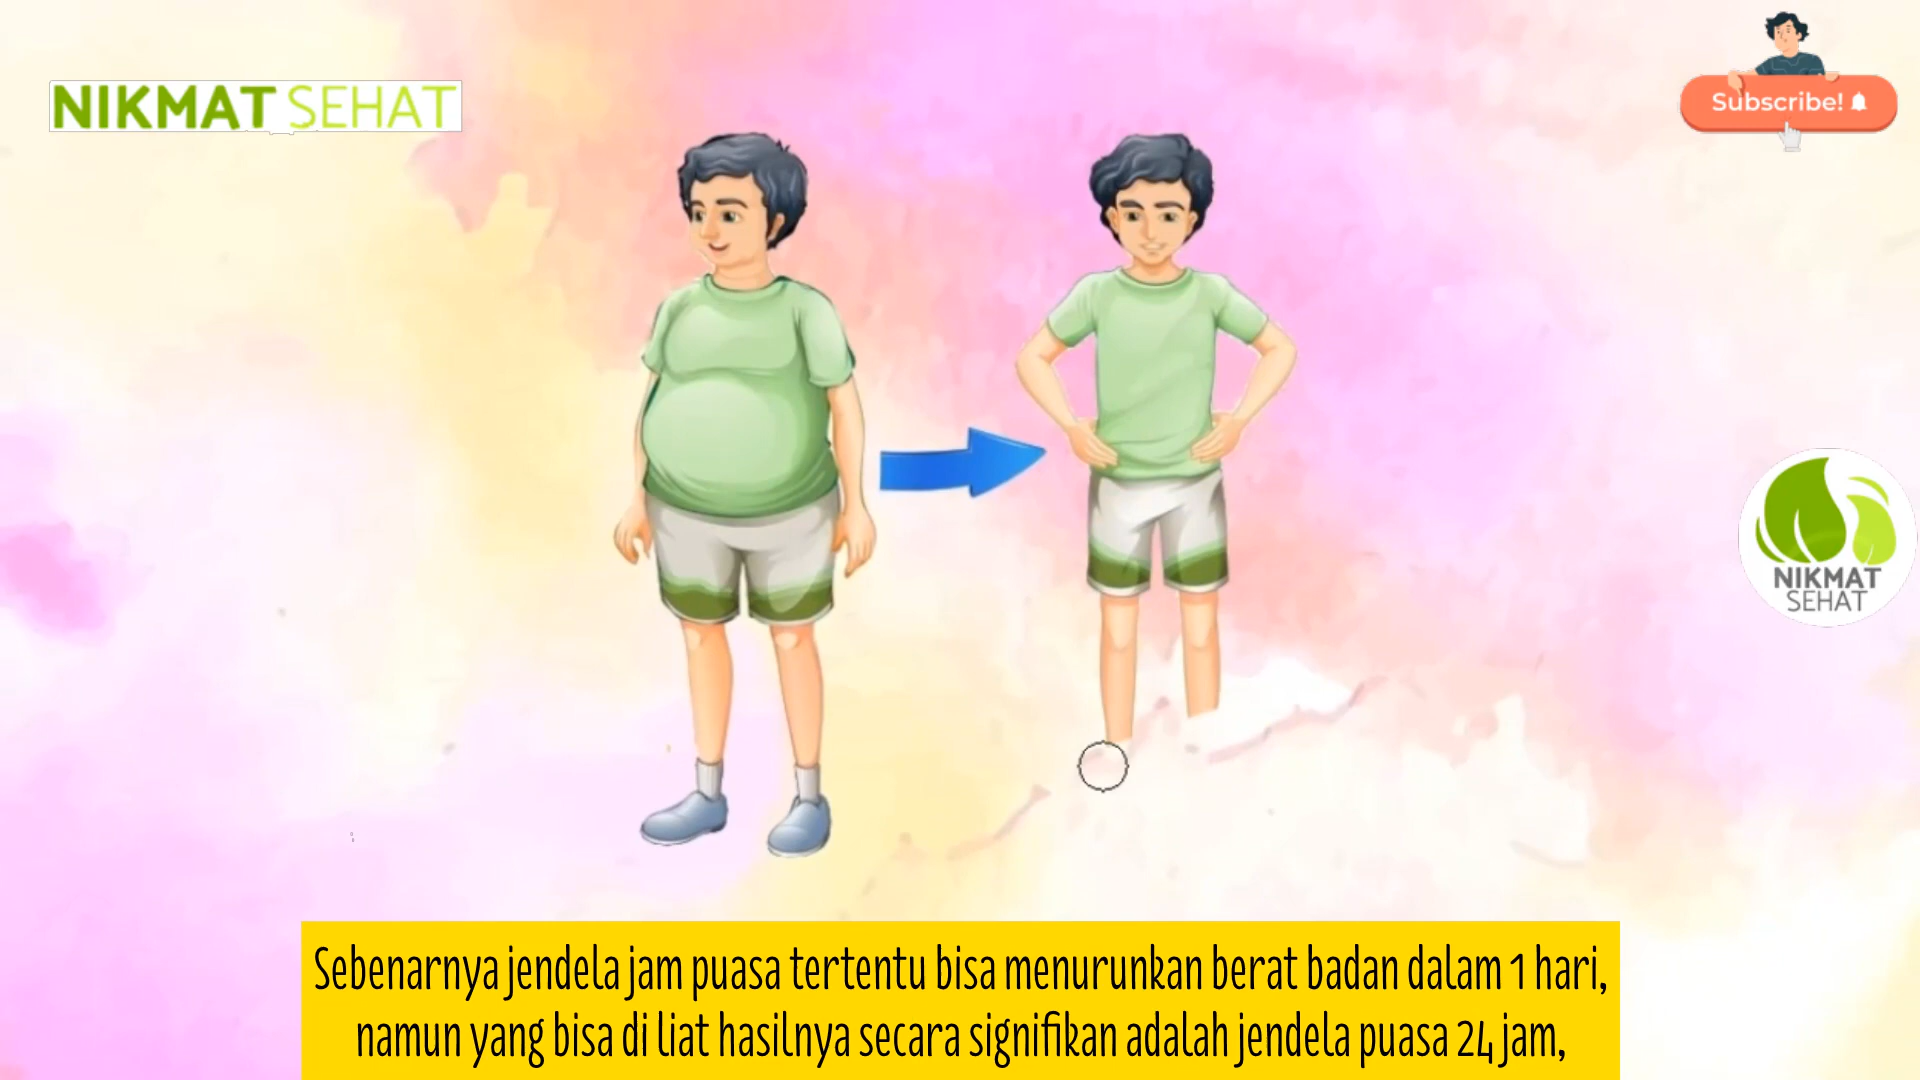 NIKMAT SEHAT
Subscribe!
NIKMAT
SEHAT
Sebenarnya jendela jam puasa tertentu bisa menurunkan berat badan dalam 1 hari,
namun yang bisa di liat hasilnya secara signifikan adalah jendela puasa 24 jam,